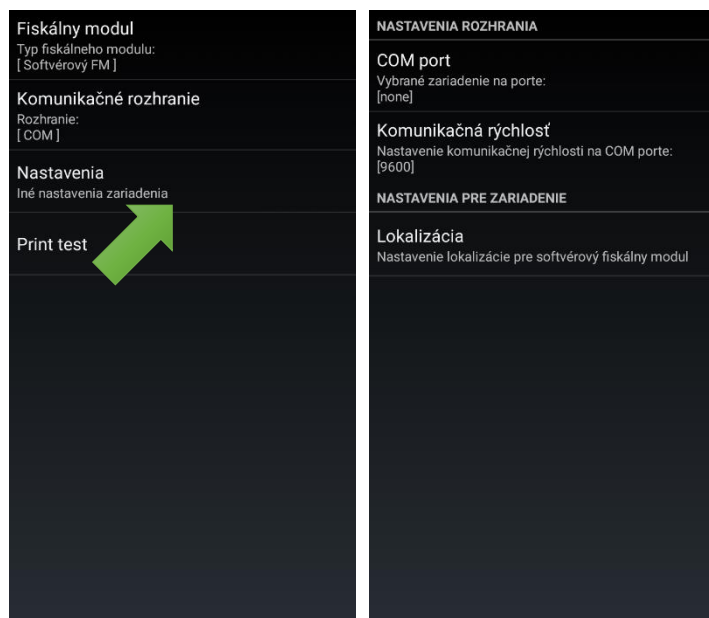 Fiskálny modul
Typ fiskálneho modulu:
[ Softvérový FM ]
Komunikačné rozhranie
Rozhranie:
[ COM ]
Nastavenia
Iné nastavenia zariadenia
Print test
NASTAVENIA ROZHRANIA
COM port
Vybrané zariadenie na porte:
[none]
Komunikačná rýchlosť
Nastavenie komunikačnej rýchlosti na COM porte:
[9600]
NASTAVENIA PRE ZARIADENIE
Lokalizácia
Nastavenie lokalizácie pre softvérový fiskálny modul